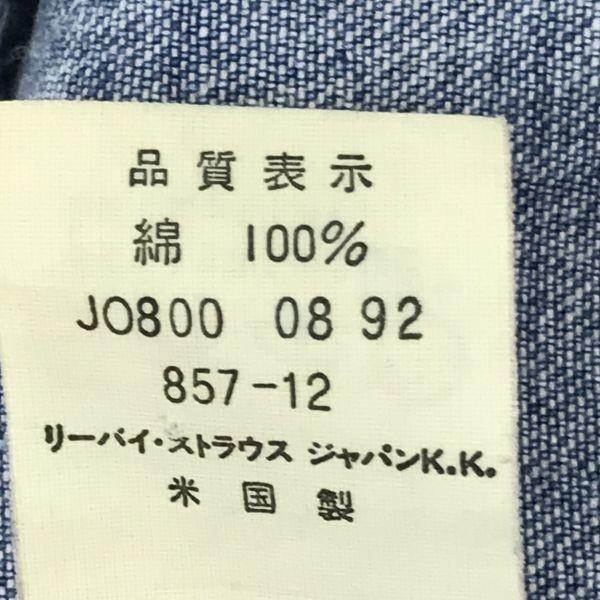 品質表示
綿 100%
JO800 08 92
857-12
リーバイ・ストラウス ジャパンK.K.
米国製